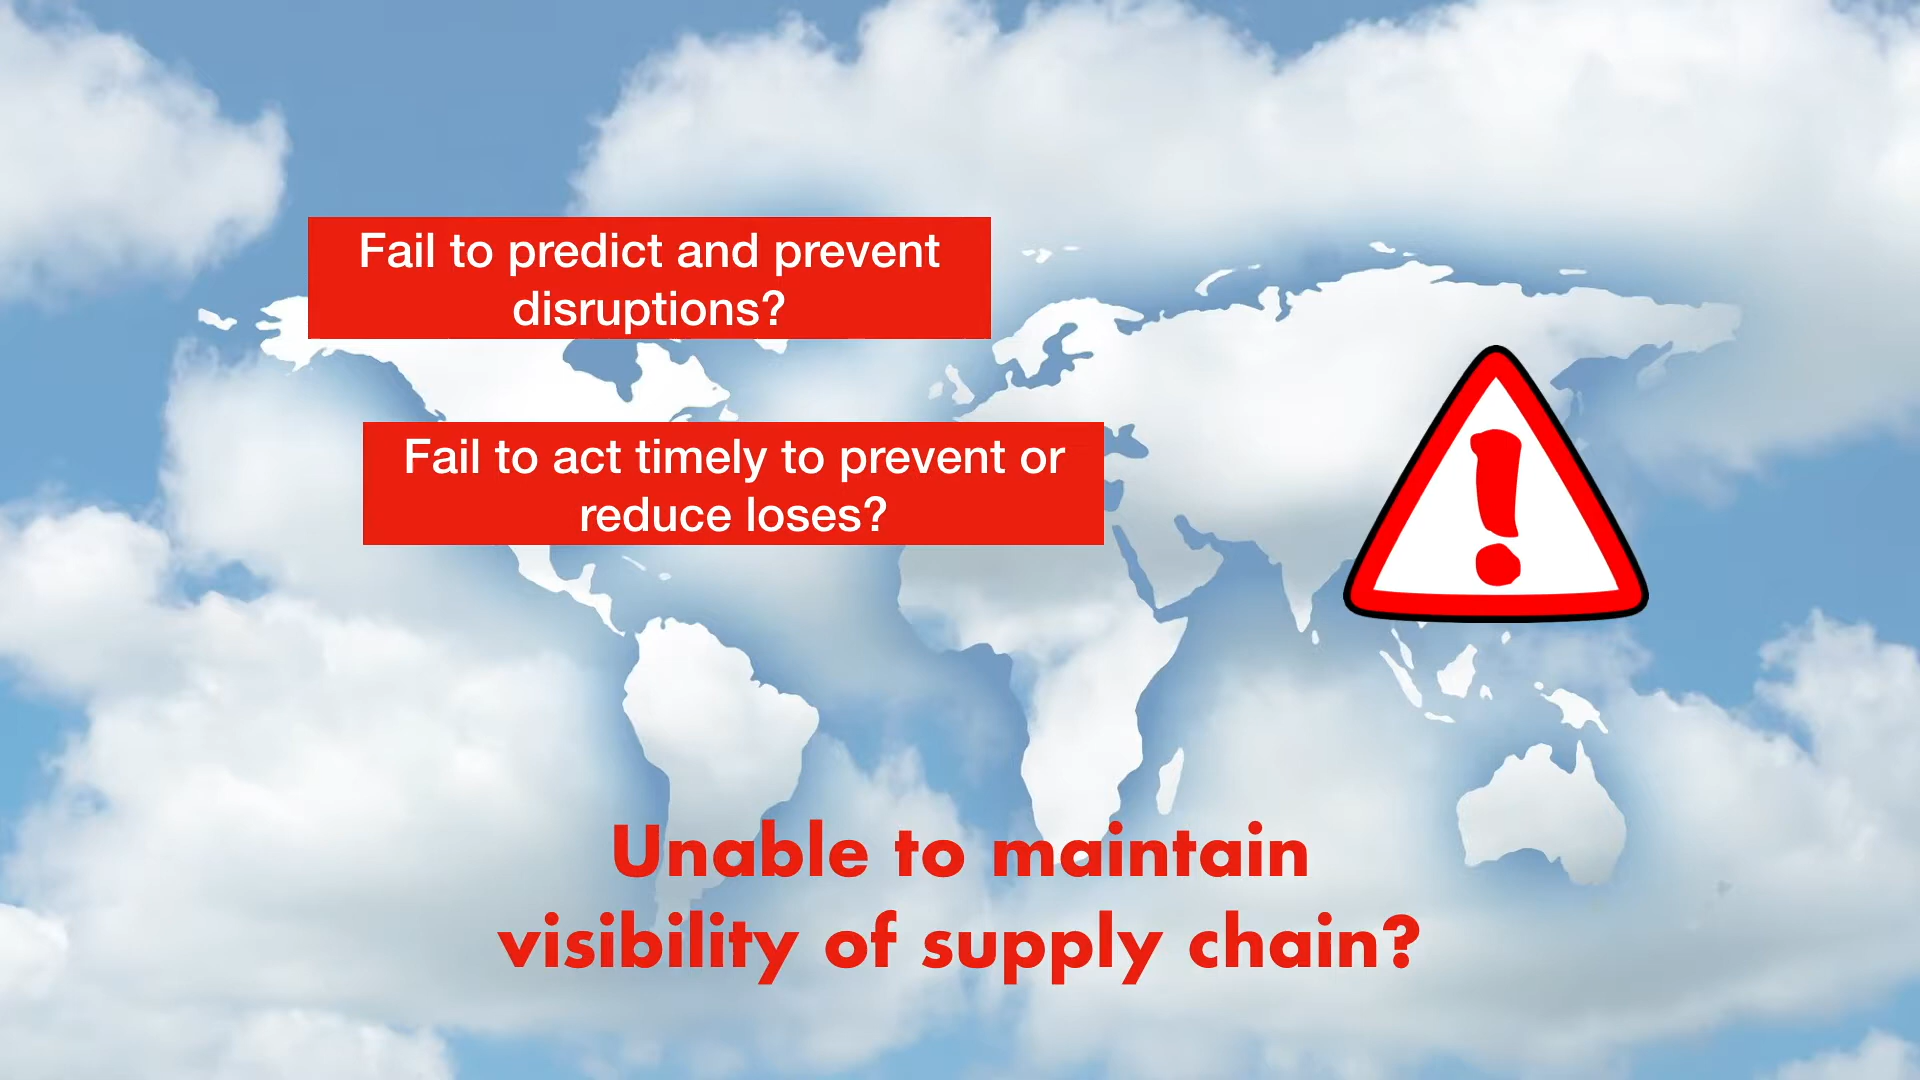 Fail to predict and prevent
disruptions?
Fail to act timely to prevent or
reduce loses?
Unable to maintain
visibility of supply chain?